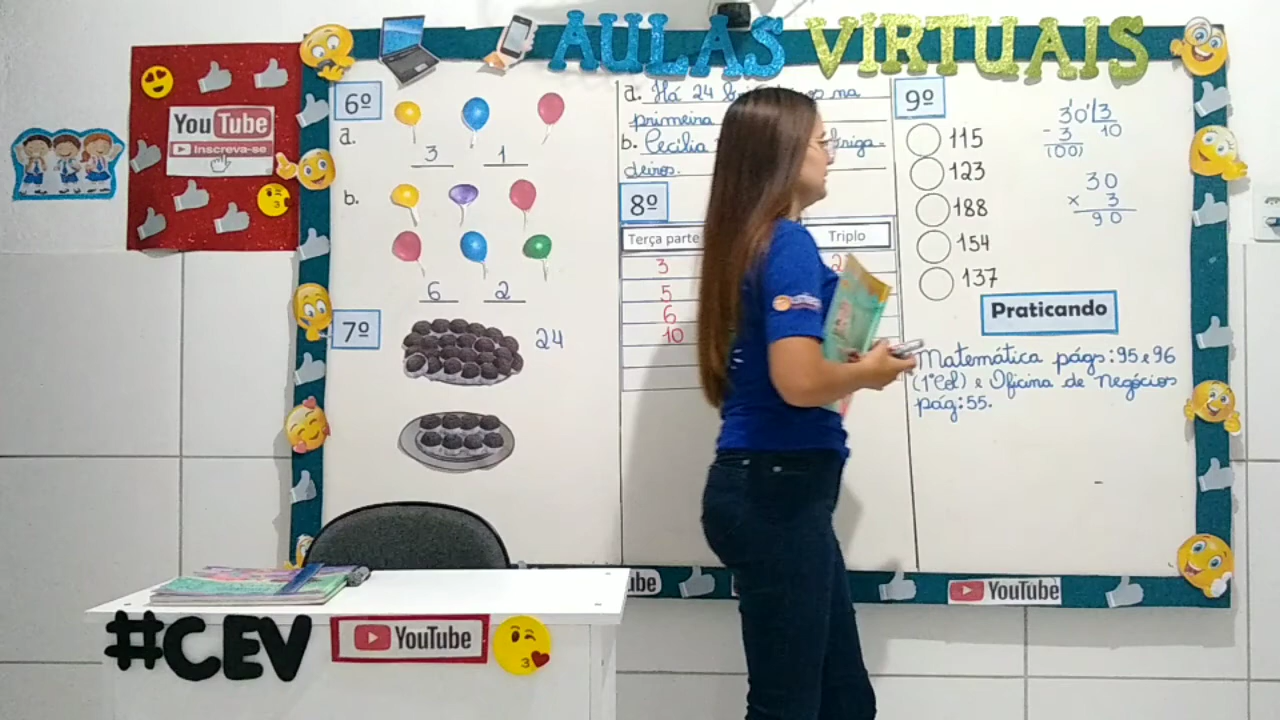 AULAS VIRTUAIS
YouTube
Inscreva-se
6º
a.
3 1
b.
6 2
7º
24
a. Há 24 na
primeira
b. Cecília
deiros.
8º
Terça parte Triplo
3
5
6
10
9º
115
123
188
154
137
30 3
- 3 10
(00)
30
x 3
90
Praticando
Matemática págs: 95 e 96
(1º Col) e Oficina de Negócios
pág: 55.
YouTube
#CEV
YouTube